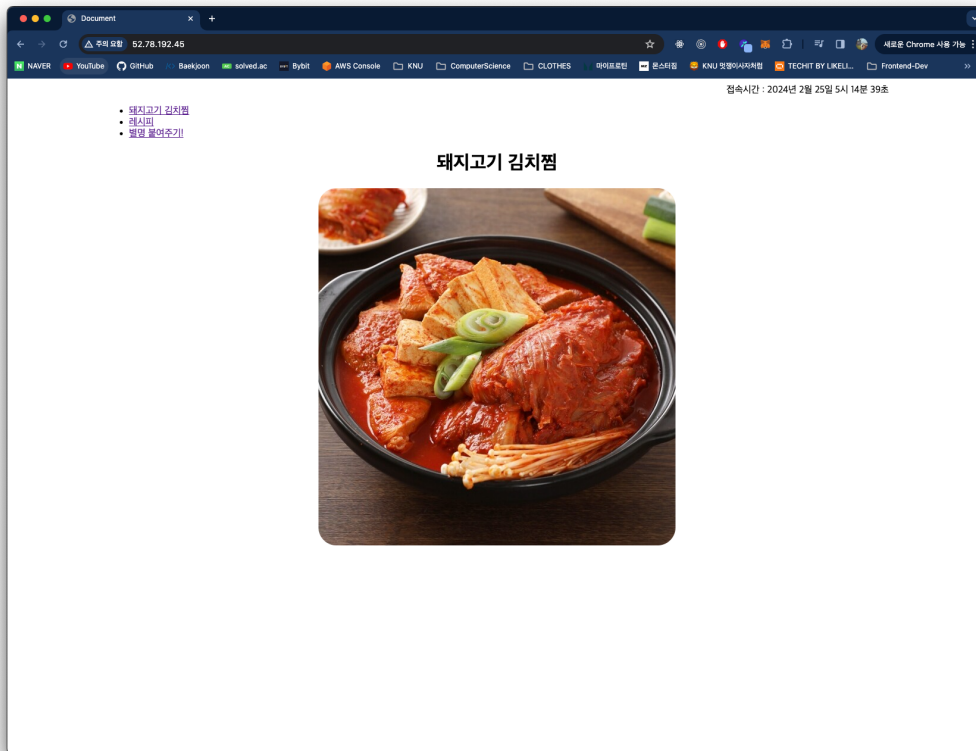 Document
주의 요함 52.78.192.45
새로운 Chrome 사용 가능
NAVER YouTube GitHub Baekjoon solved.ac Bybit AWS Console KNU ComputerScience CLOTHES 마이프로틴 몬스터짐 KNU 멋쟁이사자처럼 TECHIT BY LIKELI... Frontend-Dev
접속시간 : 2024년 2월 25일 5시 14분 39초
돼지고기 김치찜
레시피
별명 붙여주기!
돼지고기 김치찜